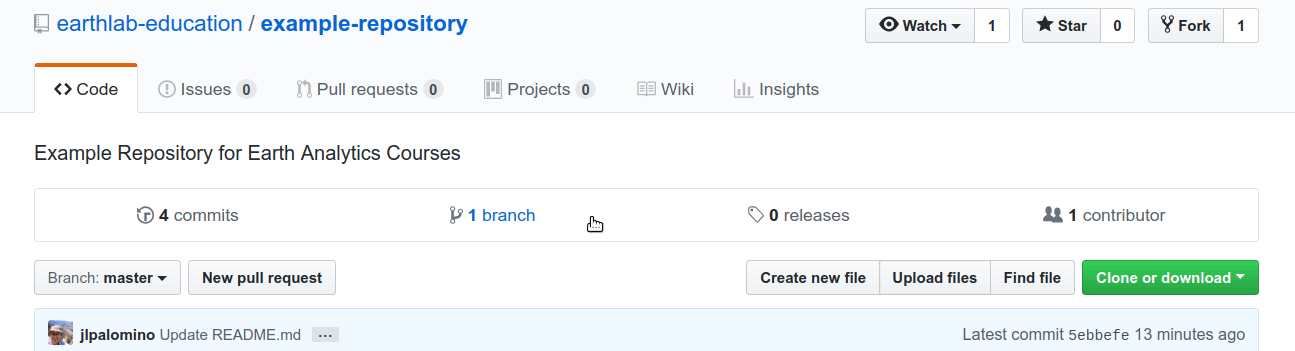 earthlab-education / example-repository Watch 1 Star 0 Fork 1
Code Issues 0 Pull requests 0 Projects 0 Wiki Insights
Example Repository for Earth Analytics Courses
4 commits 1 branch 0 releases 1 contributor
Branch: master New pull request Create new file Upload files Find file Clone or download
jlpalomino Update README.md ... Latest commit 5ebbefe 13 minutes ago